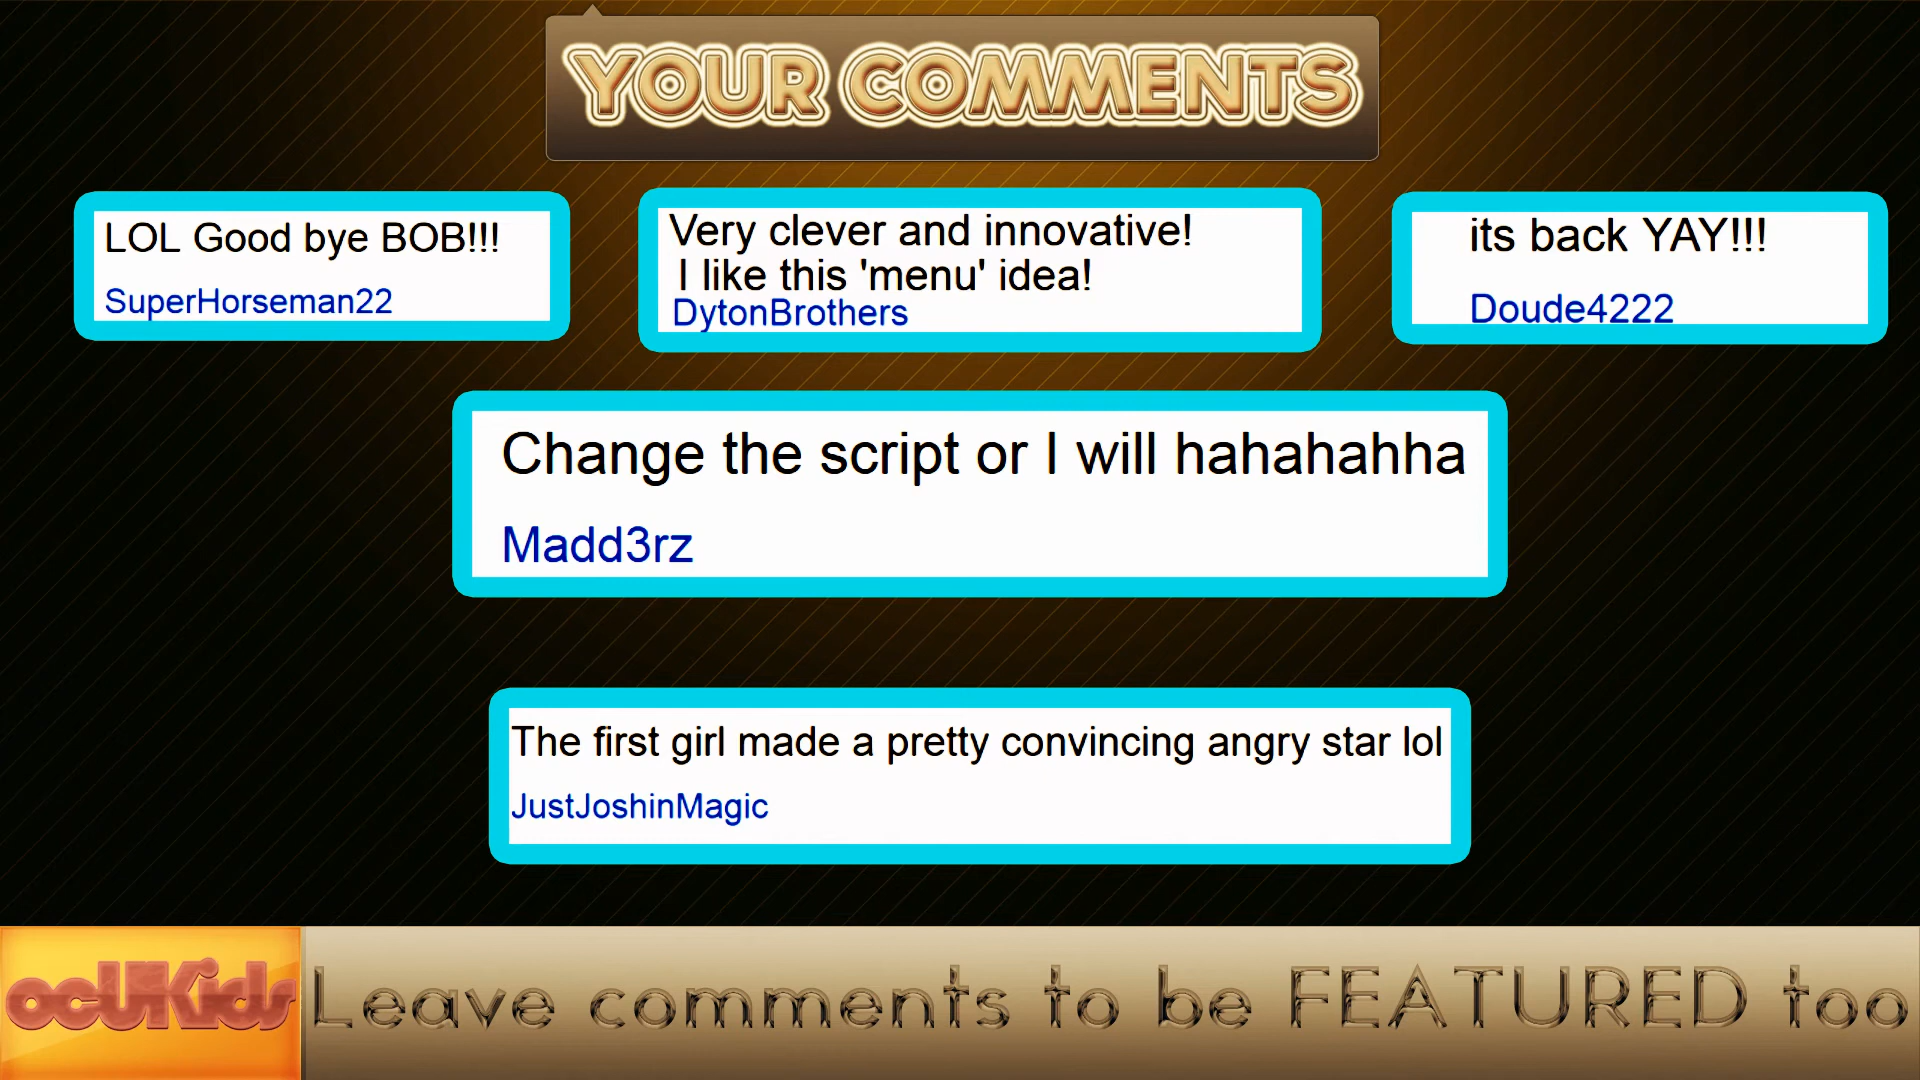 YOUR COMMENTS
LOL Good bye BOB!!!
SuperHorseman22
Very clever and innovative!
I like this 'menu' idea!
DytonBrothers
its back YAY!!!
Doude4222
Change the script or I will hahahahha
Madd3rz
The first girl made a pretty convincing angry star lol
JustJoshinMagic
ocUKids
Leave comments to be FEATURED too